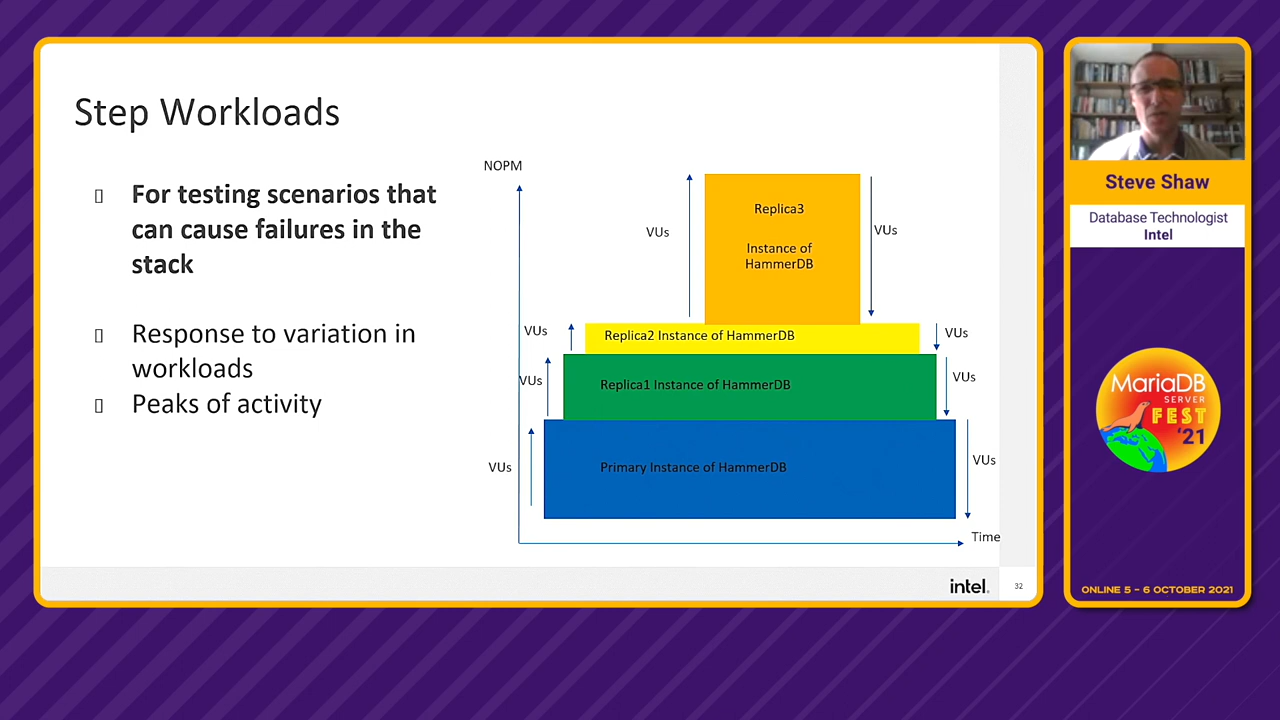 Step Workloads
For testing scenarios that
can cause failures in the
stack
Response to variation in
workloads
Peaks of activity
NOPM
VUs
Replica3
Instance of
HammerDB
VUs
VUs
Replica2 Instance of HammerDB
VUs
VUs
Replica1 Instance of HammerDB
VUs
VUs
Primary Instance of HammerDB
VUs
Time
intel.
32
Steve Shaw
Database Technologist
Intel
MariaDB
SERVER
FEST
'21
ONLINE 5 - 6 OCTOBER 2021